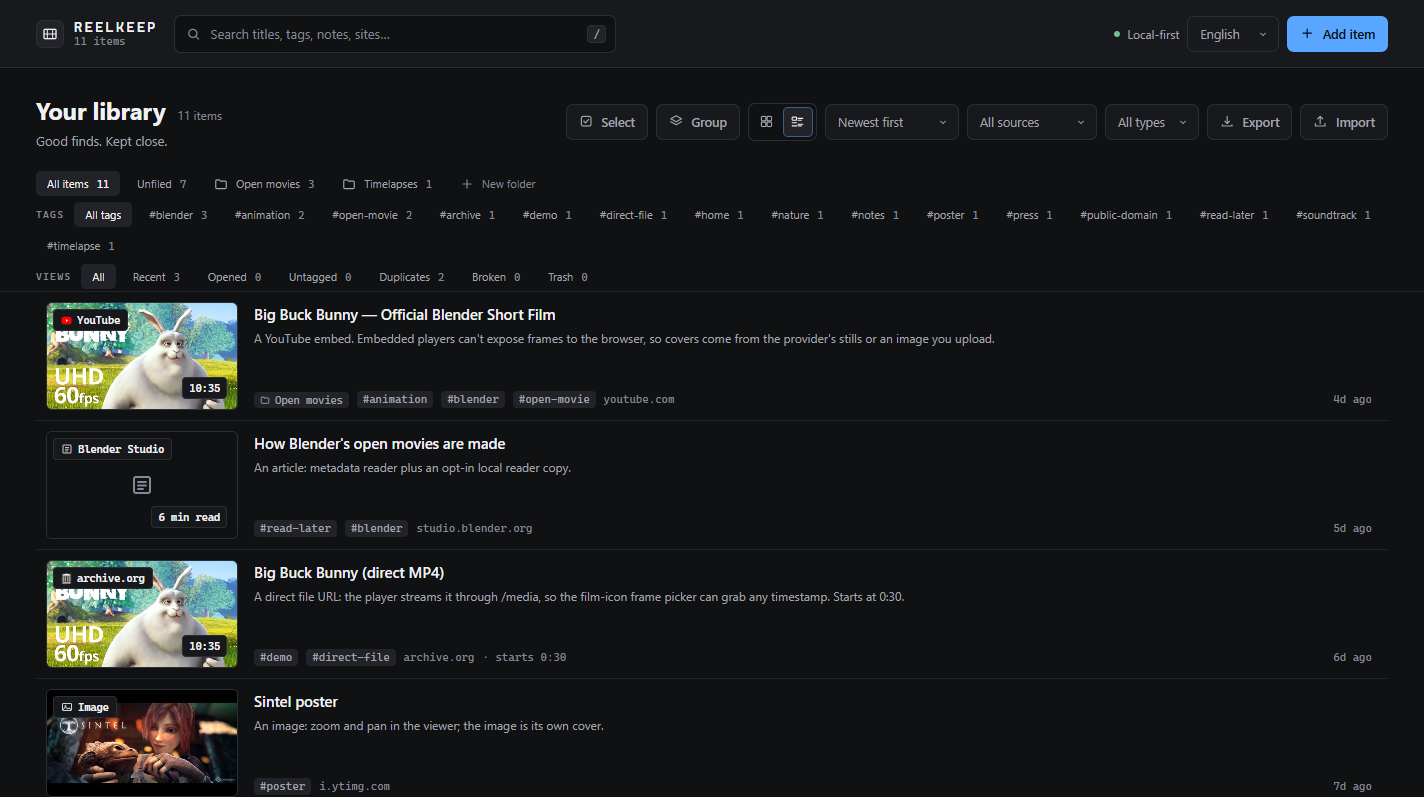 REELKEEP
11 items
Search titles, tags, notes, sites... /
Local-first
English
+ Add item
Your library 11 items
Good finds. Kept close.
Select
Group
Newest first
All sources
All types
Export
Import
All items 11 Unfiled 7 Open movies 3 Timelapses 1 + New folder
TAGS All tags #blender 3 #animation 2 #open-movie 2 #archive 1 #demo 1 #direct-file 1 #home 1 #nature 1 #notes 1 #poster 1 #press 1 #public-domain 1 #read-later 1 #soundtrack 1
#timelapse 1
VIEWS All Recent 3 Opened 0 Untagged 0 Duplicates 2 Broken 0 Trash 0
YouTube
BUNNY
UHD
60fps
10:35
Big Buck Bunny — Official Blender Short Film
A YouTube embed. Embedded players can't expose frames to the browser, so covers come from the provider's stills or an image you upload.
Open movies #animation #blender #open-movie youtube.com 4d ago
Blender Studio
6 min read
How Blender's open movies are made
An article: metadata reader plus an opt-in local reader copy.
#read-later #blender studio.blender.org 5d ago
archive.org
BUNNY
UHD
60fps
10:35
Big Buck Bunny (direct MP4)
A direct file URL: the player streams it through /media, so the film-icon frame picker can grab any timestamp. Starts at 0:30.
#demo #direct-file archive.org · starts 0:30 6d ago
Image
SINTEL
Sintel poster
An image: zoom and pan in the viewer; the image is its own cover.
#poster i.ytimg.com 7d ago